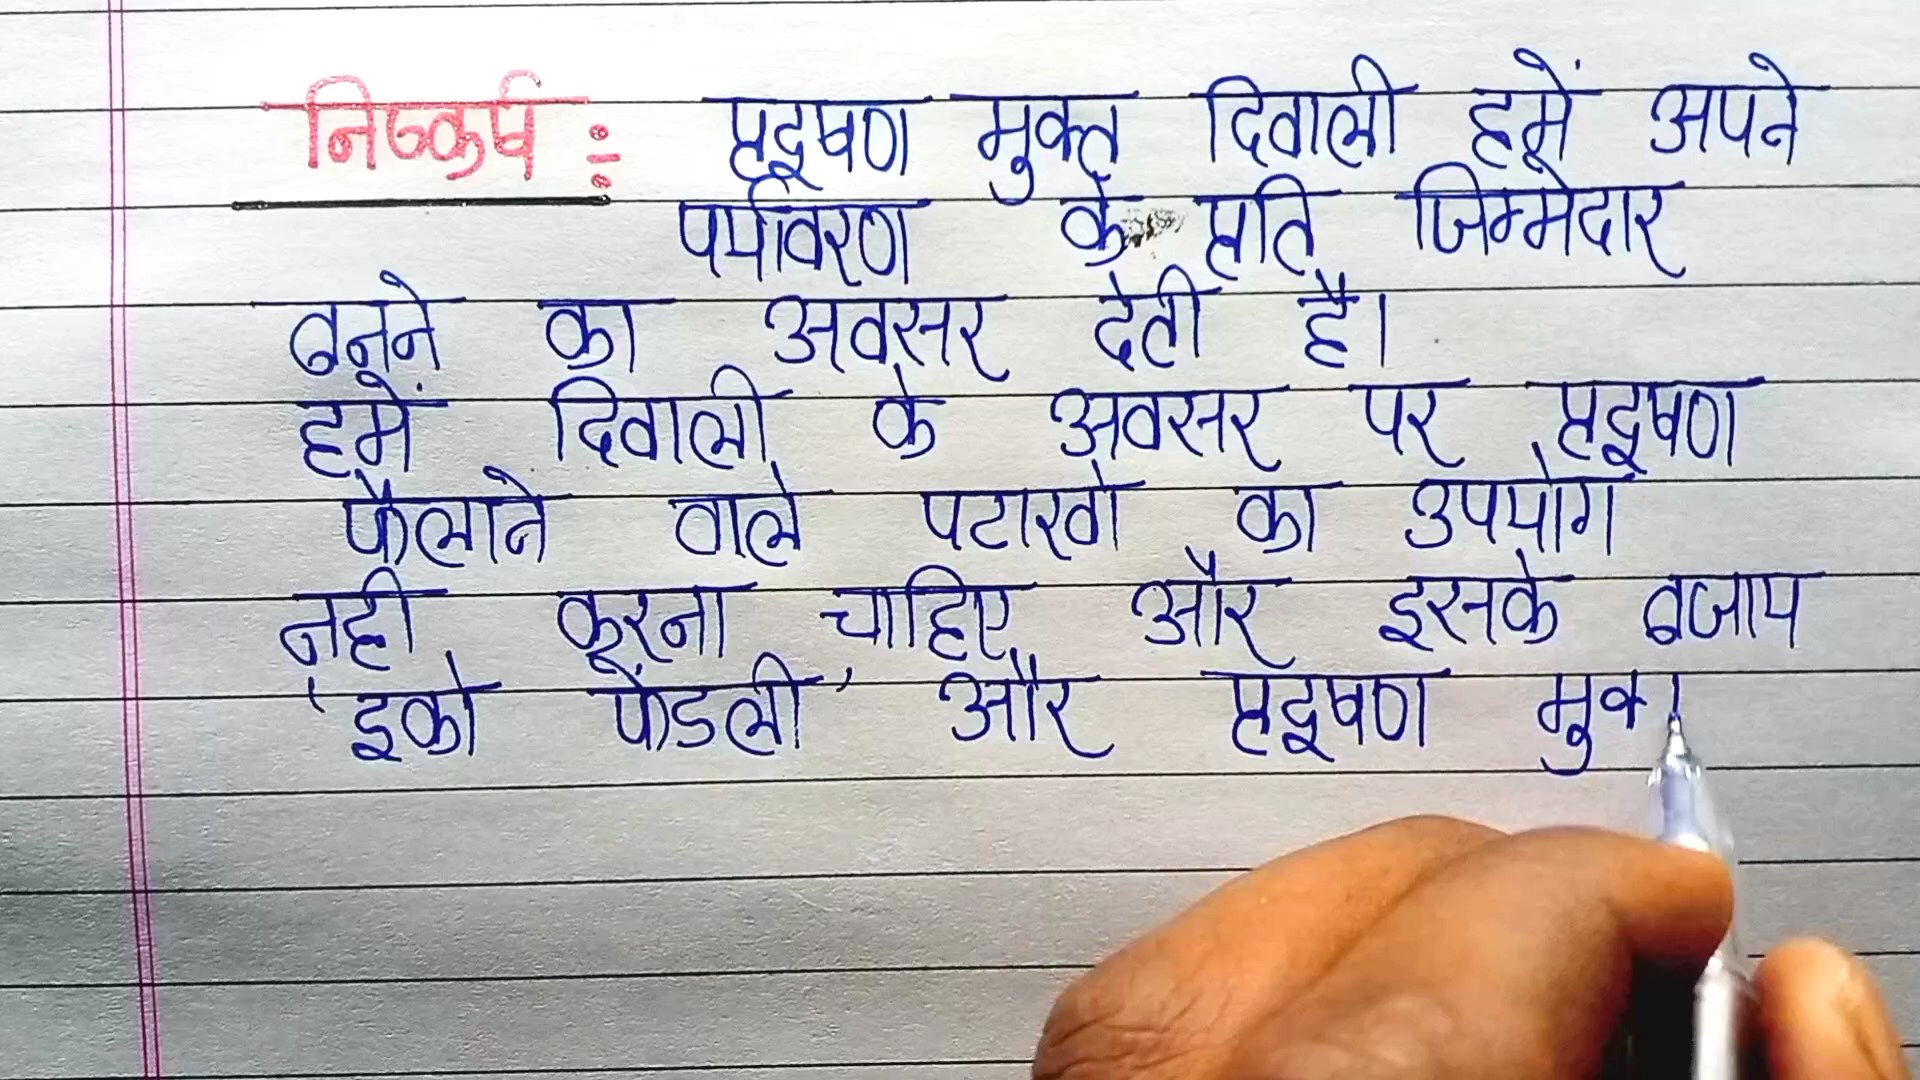 निष्कर्ष :- प्रदूषण मुक्त दिवाली हमें अपने
पर्यावरण के प्रति जिम्मेदार
बनने का अवसर देती है।
हमें दिवाली के अवसर पर प्रदूषण
फैलाने वाले पटाखो का उपयोग
नही करना चाहिए और इसके बजाय
'इको फेंडली' और प्रदूषण मुक